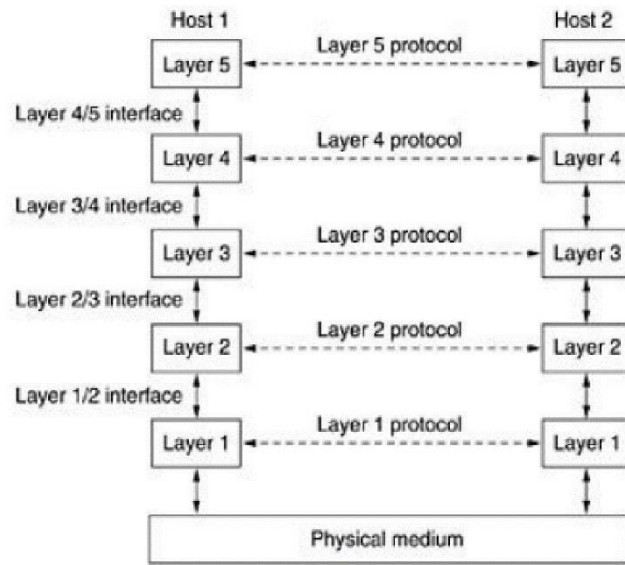 Host 1 Host 2
Layer 5 protocol
Layer 5 Layer 5
Layer 4/5 interface
Layer 4 protocol
Layer 4 Layer 4
Layer 3/4 interface
Layer 3 protocol
Layer 3 Layer 3
Layer 2/3 interface
Layer 2 protocol
Layer 2 Layer 2
Layer 1/2 interface
Layer 1 protocol
Layer 1 Layer 1
Physical medium